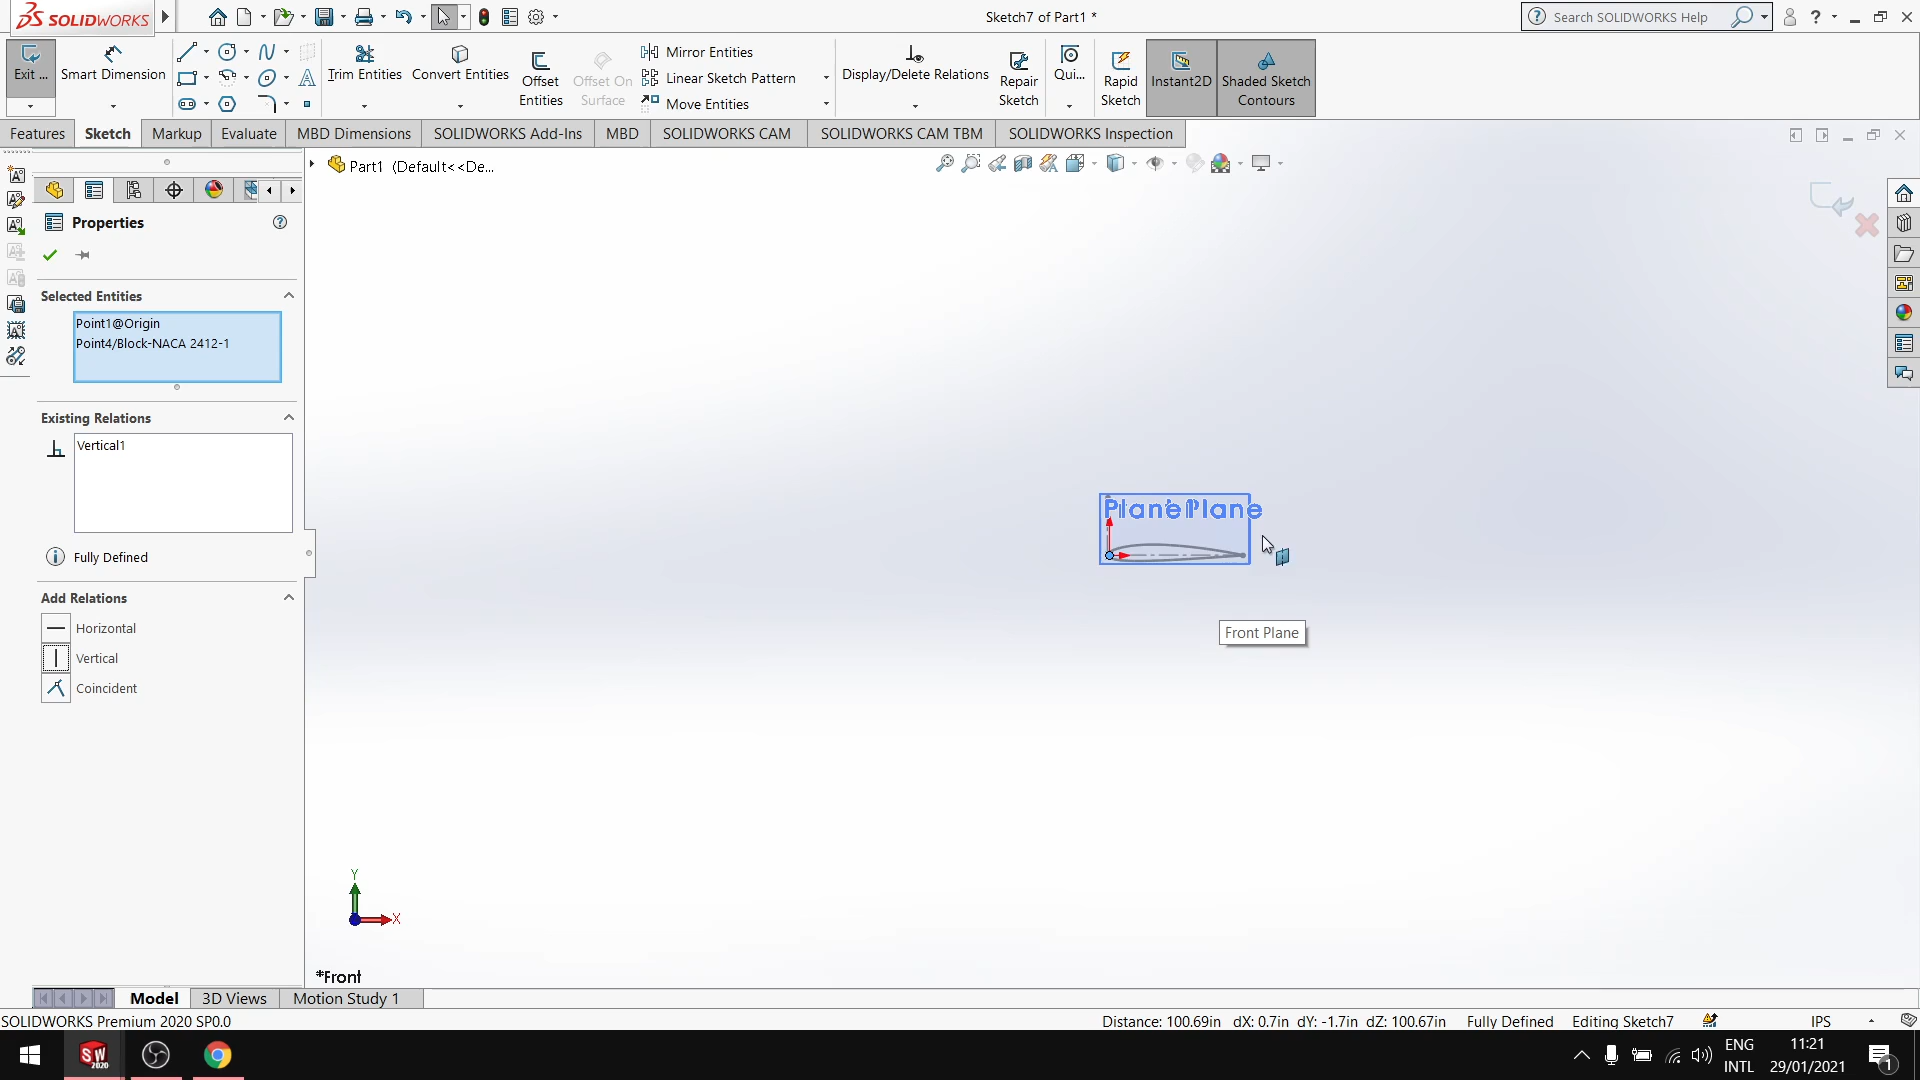 SOLIDWORKS
Sketch7 of Part1 *
Search SOLIDWORKS Help
Exit ...
Smart Dimension
Trim Entities
Convert Entities
Offset Entities
Offset On Surface
Mirror Entities
Linear Sketch Pattern
Move Entities
Display/Delete Relations
Repair Sketch
Qui...
Rapid Sketch
Instant2D
Shaded Sketch Contours
Features
Sketch
Markup
Evaluate
MBD Dimensions
SOLIDWORKS Add-Ins
MBD
SOLIDWORKS CAM
SOLIDWORKS CAM TBM
SOLIDWORKS Inspection
Part1 (Default<<De...
Properties
Selected Entities
Point1@Origin
Point4/Block-NACA 2412-1
Existing Relations
Vertical1
Fully Defined
Add Relations
Horizontal
Vertical
Coincident
Plane
Plane
Front Plane
Y
X
*Front
Model
3D Views
Motion Study 1
SOLIDWORKS Premium 2020 SP0.0
Distance: 100.69in dX: 0.7in dY: -1.7in dZ: 100.67in
Fully Defined
Editing Sketch7
IPS
SW
2020
ENG
INTL
11:21
29/01/2021
1